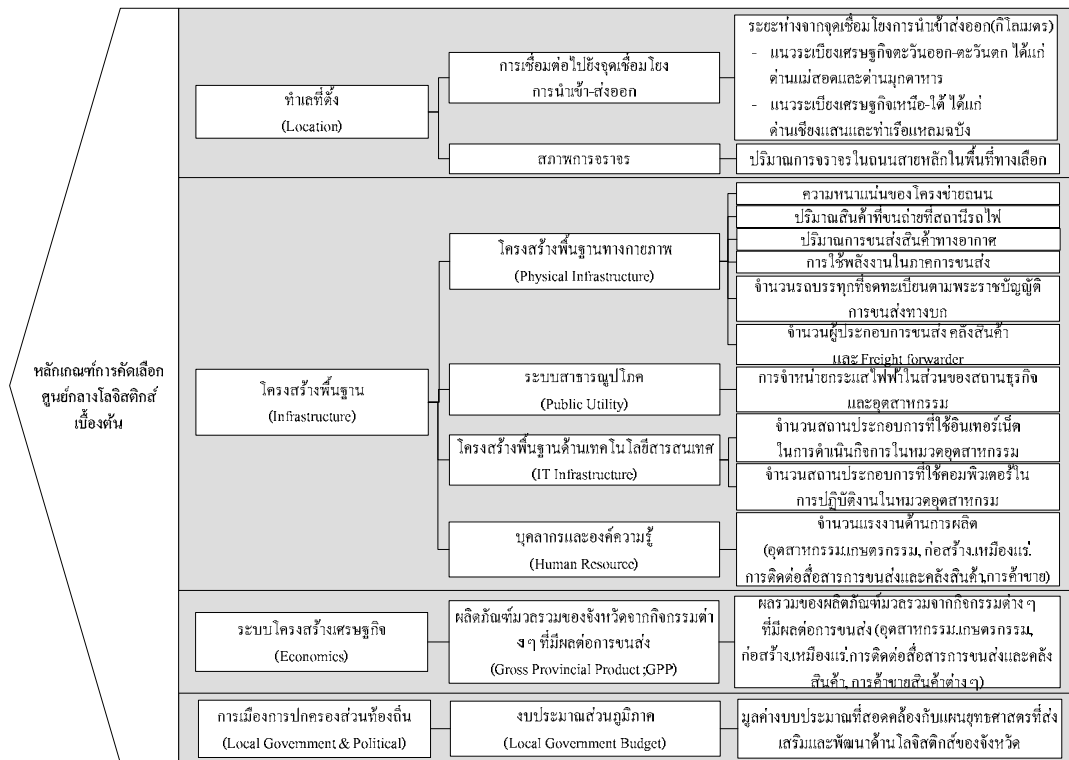 หลักเกณฑ์การคัดเลือก
ศูนย์กลางโลจิสติกส์
เบื้องต้น
ทำเลที่ตั้ง
(Location)
การเชื่อมต่อไปยังจุดเชื่อมโยง
การนำเข้า-ส่งออก
ระยะห่างจากจุดเชื่อมโยงการนำเข้าส่งออก(กิโลเมตร)
- แนวระเบียงเศรษฐกิจตะวันออก-ตะวันตก ได้แก่
ด่านแม่สอดและด่านมุกดาหาร
- แนวระเบียงเศรษฐกิจเหนือ-ใต้ ได้แก่
ด่านเชียงแสนและท่าเรือแหลมฉบัง
สภาพการจราจร
ปริมาณการจราจรในถนนสายหลักในพื้นที่ทางเลือก
โครงสร้างพื้นฐาน
(Infrastructure)
โครงสร้างพื้นฐานทางกายภาพ
(Physical Infrastructure)
ความหนาแน่นของโครงข่ายถนน
ปริมาณสินค้าที่ขนถ่ายที่สถานีรถไฟ
ปริมาณการขนส่งสินค้าทางอากาศ
การใช้พลังงานในภาคการขนส่ง
จำนวนรถบรรทุกที่จดทะเบียนตามพระราชบัญญัติ
การขนส่งทางบก
จำนวนผู้ประกอบการขนส่ง คลังสินค้า
และ Freight forwarder
ระบบสาธารณูปโภค
(Public Utility)
การจำหน่ายกระแสไฟฟ้าในส่วนของสถานธุรกิจ
และอุตสาหกรรม
โครงสร้างพื้นฐานด้านเทคโนโลยีสารสนเทศ
(IT Infrastructure)
จำนวนสถานประกอบการที่ใช้อินเทอร์เน็ต
ในการดำเนินกิจการในหมวดอุตสาหกรรม
จำนวนสถานประกอบการที่ใช้คอมพิวเตอร์ใน
การปฏิบัติงานในหมวดอุตสาหกรม
บุคลากรและองค์ความรู้
(Human Resource)
จำนวนแรงงานด้านการผลิต
(อุตสาหกรรม,เกษตรกรรม, ก่อสร้าง,เหมืองแร่,
การติดต่อสื่อสารการขนส่งและคลังสินค้า,การค้าขาย)
ระบบโครงสร้างเศรษฐกิจ
(Economics)
ผลิตภัณฑ์มวลรวมของจังหวัดจากกิจกรรมต่า
ง ๆ ที่มีผลต่อการขนส่ง
(Gross Provincial Product ;GPP)
ผลรวมของผลิตภัณฑ์มวลรวมจากกิจกรรมต่าง ๆ
ที่มีผลต่อการขนส่ง (อุตสาหกรรม,เกษตรกรรม,
ก่อสร้าง,เหมืองแร่,การติดต่อสื่อสารการขนส่งและคลัง
สินค้า, การค้าขายสินค้าต่าง ๆ)
การเมืองการปกครองส่วนท้องถิ่น
(Local Government & Political)
งบประมาณส่วนภูมิภาค
(Local Government Budget)
มูลค่างบบประมาณที่สอดคล้องกับแผนยุทธศาสตร์ที่ส่ง
เสริมและพัฒนาด้านโลจิสติกส์ของจังหวัด